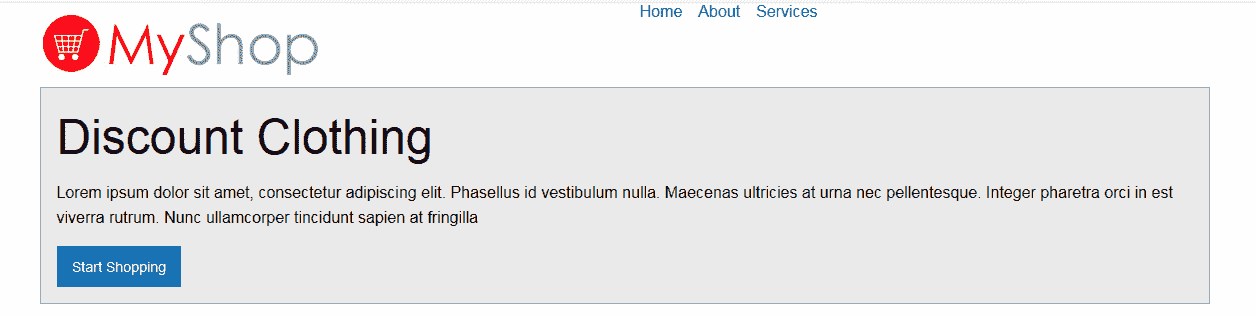 Home About Services
MyShop
Discount Clothing
Lorem ipsum dolor sit amet, consectetur adipiscing elit. Phasellus id vestibulum nulla. Maecenas ultricies at urna nec pellentesque. Integer pharetra orci in est
viverra rutrum. Nunc ullamcorper tincidunt sapien at fringilla
Start Shopping